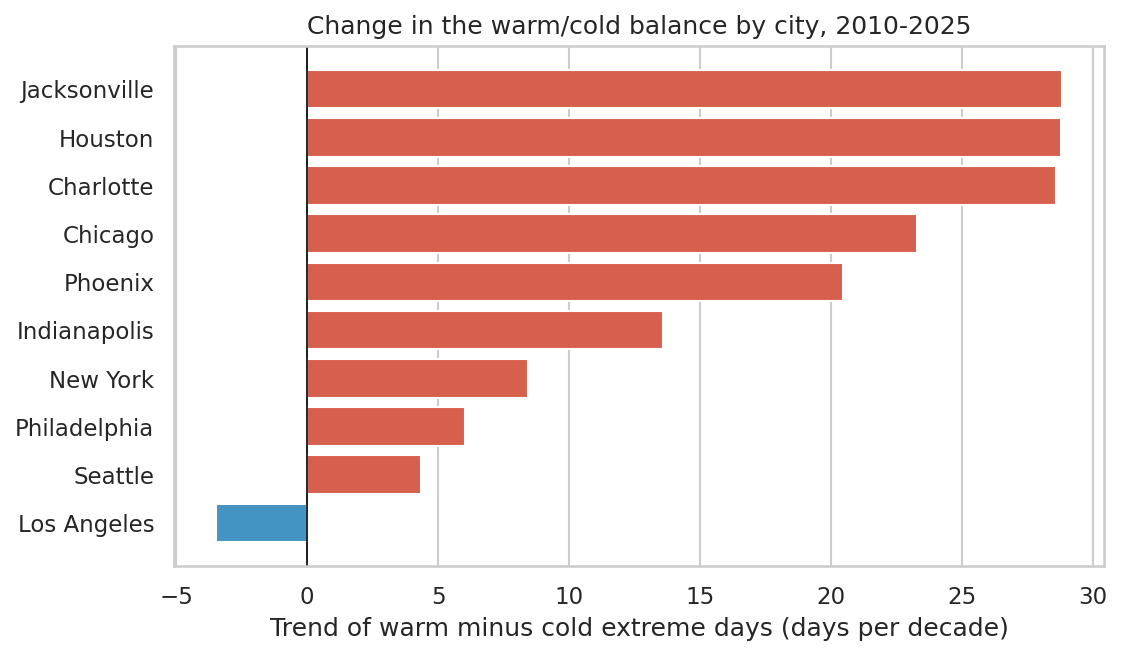 Change in the warm/cold balance by city, 2010-2025
Jacksonville
Houston
Charlotte
Chicago
Phoenix
Indianapolis
New York
Philadelphia
Seattle
Los Angeles
−5 0 5 10 15 20 25 30
Trend of warm minus cold extreme days (days per decade)